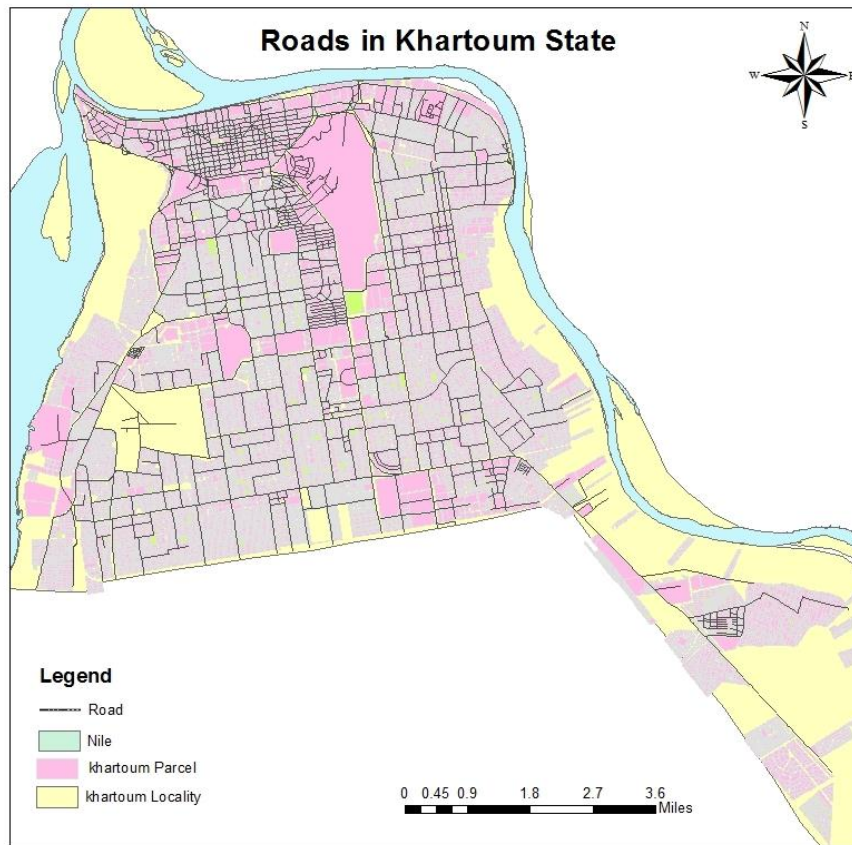 Roads in Khartoum State
N
W E
S
Legend
Road
Nile
khartoum Parcel
khartoum Locality
0 0.45 0.9 1.8 2.7 3.6
Miles